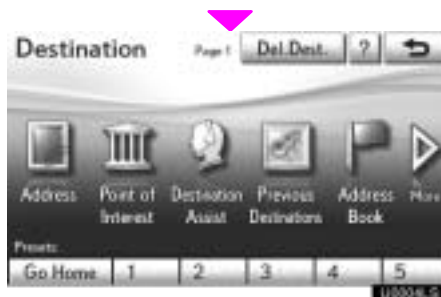 Destination Page 1 Del.Dest. ?
Address Point of Interest Destination Assist Previous Destinations Address Book More
Presets
Go Home 1 2 3 4 5
U0004LS